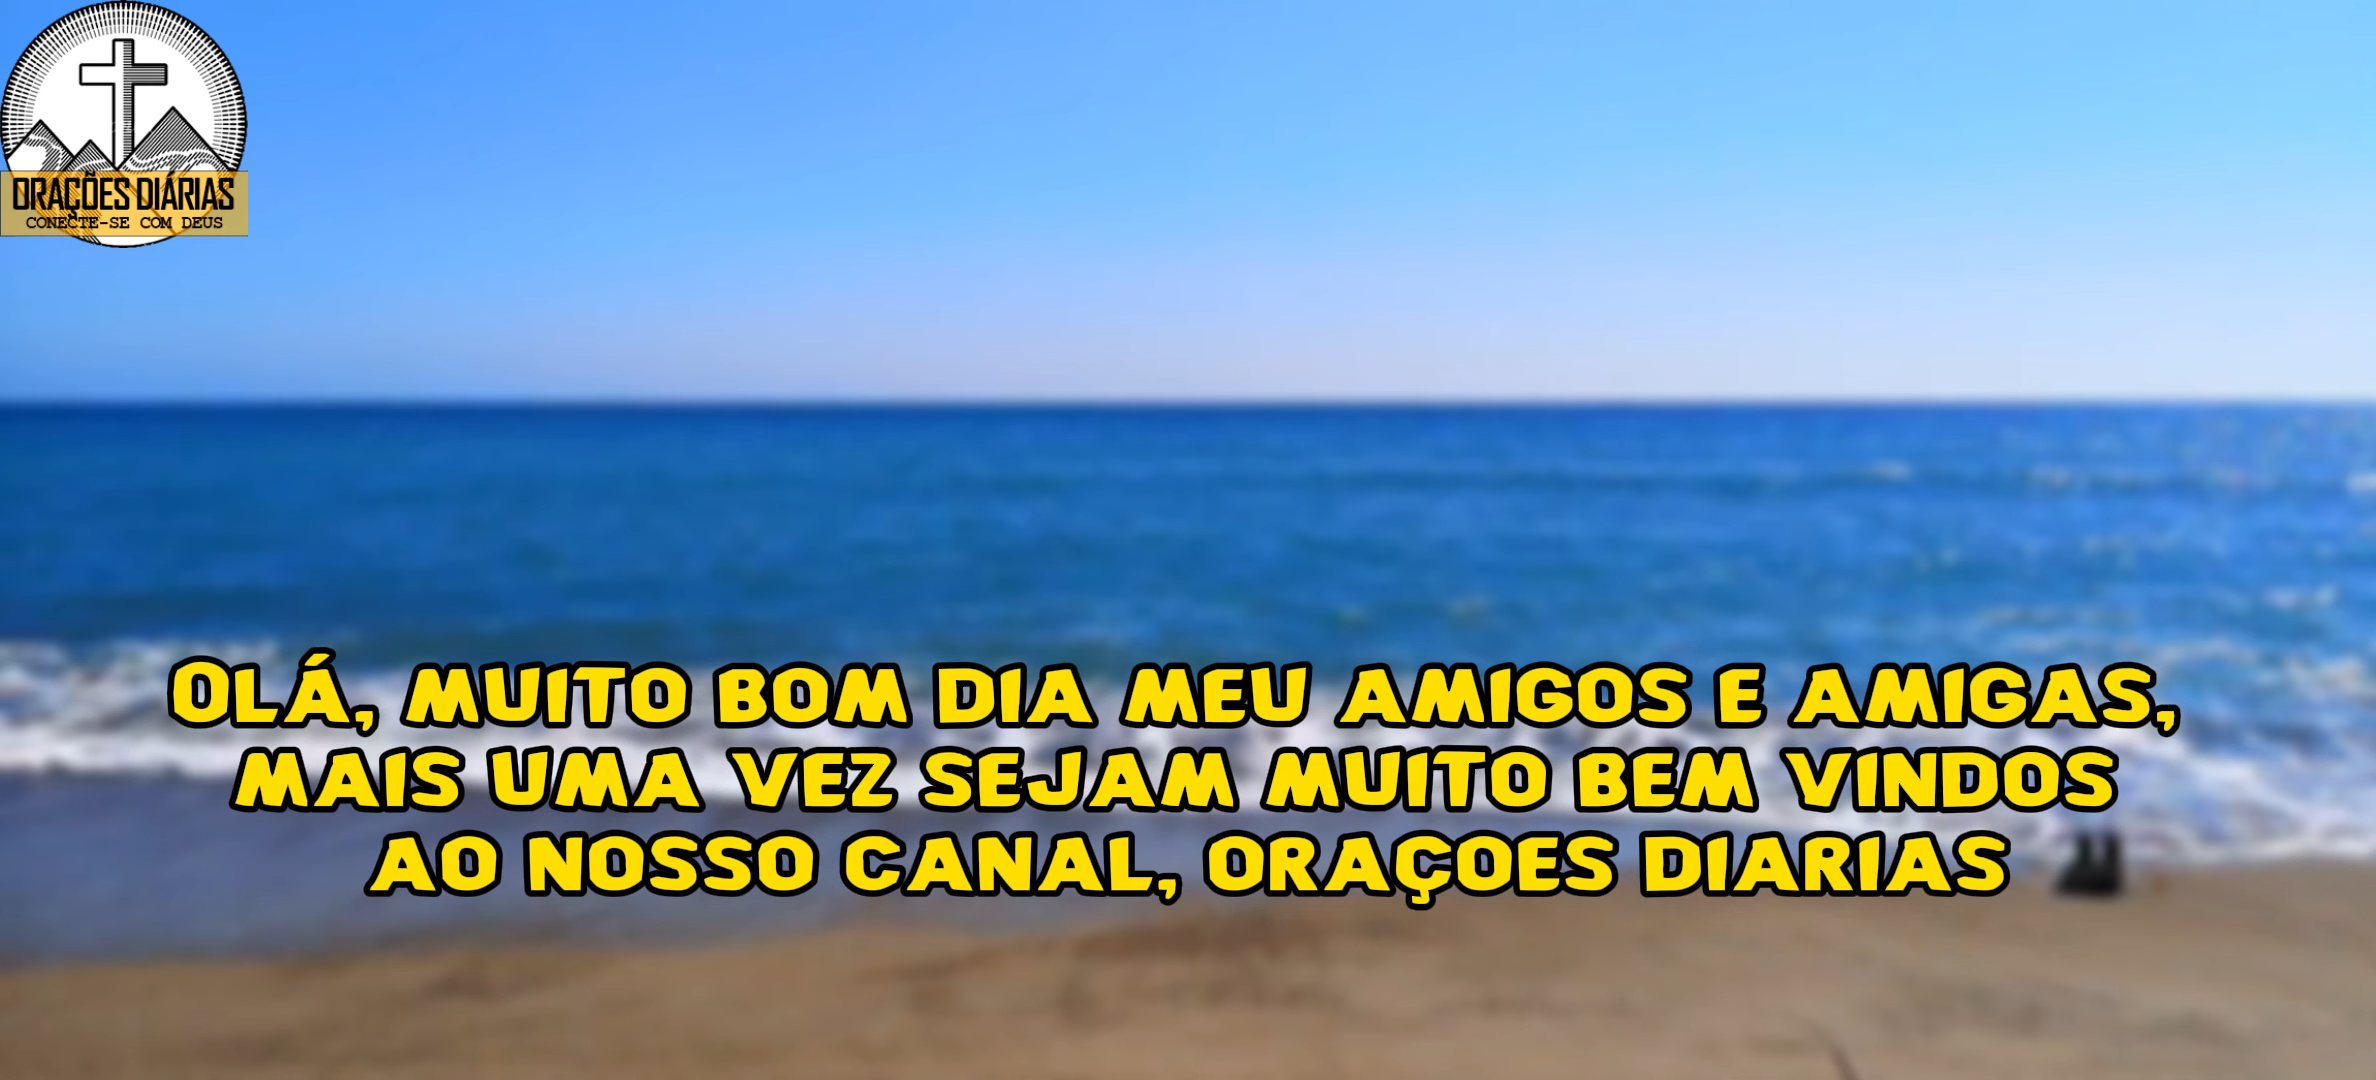 ORAÇÕES DIÁRIAS
CONECTE-SE COM DEUS
OLÁ, MUITO BOM DIA MEU AMIGOS E AMIGAS,
MAIS UMA VEZ SEJAM MUITO BEM VINDOS
AO NOSSO CANAL, ORAÇOES DIARIAS